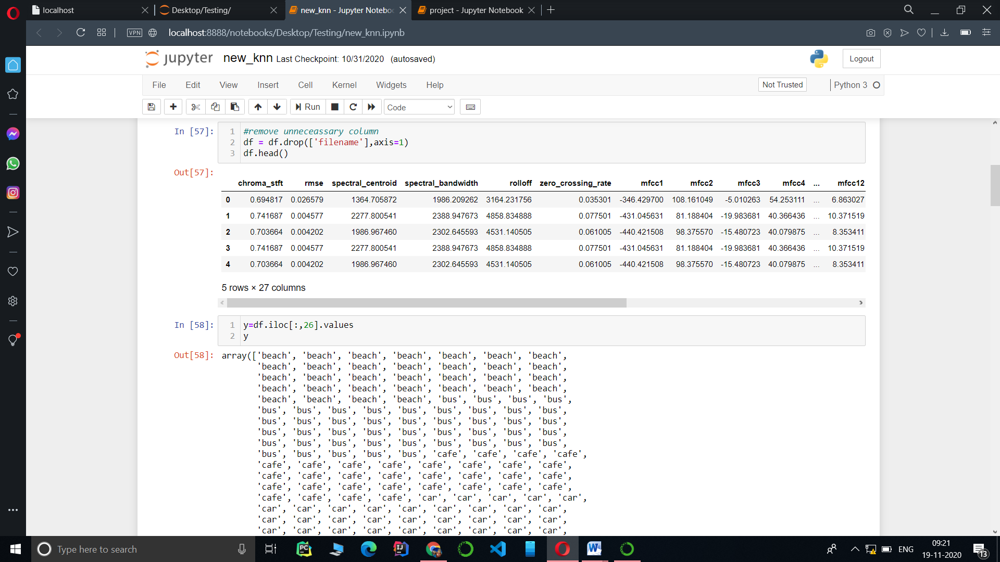 localhost
Desktop/Testing/
new_knn - Jupyter Noteboo
project - Jupyter Notebook
VPN
localhost:8888/notebooks/Desktop/Testing/new_knn.ipynb
jupyter new_knn Last Checkpoint: 10/31/2020 (autosaved)
Logout
File Edit View Insert Cell Kernel Widgets Help
Not Trusted
Python 3
Run
Code
In [57]:
1 #remove unneceassary column
2 df = df.drop(['filename'],axis=1)
3 df.head()
Out[57]:
chroma_stft rmse spectral_centroid spectral_bandwidth rolloff zero_crossing_rate mfcc1 mfcc2 mfcc3 mfcc4 ... mfcc12
0 0.694817 0.026579 1364.705872 1986.209262 3164.231756 0.035301 -346.429700 108.161049 -5.010263 54.253111 ... 6.863027
1 0.741687 0.004577 2277.800541 2388.947673 4858.834888 0.077501 -431.045631 81.188404 -19.983681 40.366436 ... 10.371519
2 0.703664 0.004202 1986.967460 2302.645593 4531.140505 0.061005 -440.421508 98.375570 -15.480723 40.079875 ... 8.353411
3 0.741687 0.004577 2277.800541 2388.947673 4858.834888 0.077501 -431.045631 81.188404 -19.983681 40.366436 ... 10.371519
4 0.703664 0.004202 1986.967460 2302.645593 4531.140505 0.061005 -440.421508 98.375570 -15.480723 40.079875 ... 8.353411
5 rows × 27 columns
In [58]:
1 y=df.iloc[:,26].values
2 y
Out[58]:
array(['beach', 'beach', 'beach', 'beach', 'beach', 'beach', 'beach',
'beach', 'beach', 'beach', 'beach', 'beach', 'beach', 'beach',
'beach', 'beach', 'beach', 'beach', 'beach', 'beach', 'beach',
'beach', 'beach', 'beach', 'beach', 'beach', 'beach', 'beach',
'beach', 'beach', 'beach', 'beach', 'bus', 'bus', 'bus', 'bus',
'bus', 'bus', 'bus', 'bus', 'bus', 'bus', 'bus', 'bus', 'bus',
'bus', 'bus', 'bus', 'bus', 'bus', 'bus', 'bus', 'bus', 'bus',
'bus', 'bus', 'bus', 'bus', 'bus', 'bus', 'bus', 'bus', 'bus',
'bus', 'bus', 'bus', 'bus', 'bus', 'bus', 'bus', 'bus', 'bus',
'bus', 'bus', 'bus', 'bus', 'bus', 'cafe', 'cafe', 'cafe', 'cafe',
'cafe', 'cafe', 'cafe', 'cafe', 'cafe', 'cafe', 'cafe', 'cafe',
'cafe', 'cafe', 'cafe', 'cafe', 'cafe', 'cafe', 'cafe', 'cafe',
'cafe', 'cafe', 'cafe', 'cafe', 'cafe', 'cafe', 'cafe', 'cafe',
'cafe', 'cafe', 'cafe', 'cafe', 'car', 'car', 'car', 'car', 'car',
'car', 'car', 'car', 'car', 'car', 'car', 'car', 'car', 'car',
'car', 'car', 'car', 'car', 'car', 'car', 'car', 'car', 'car',
'car', 'car', 'car', 'car', 'car', 'car', 'car', 'car', 'car',
Type here to search
PC
IJ
W
ENG
09:21
19-11-2020
13